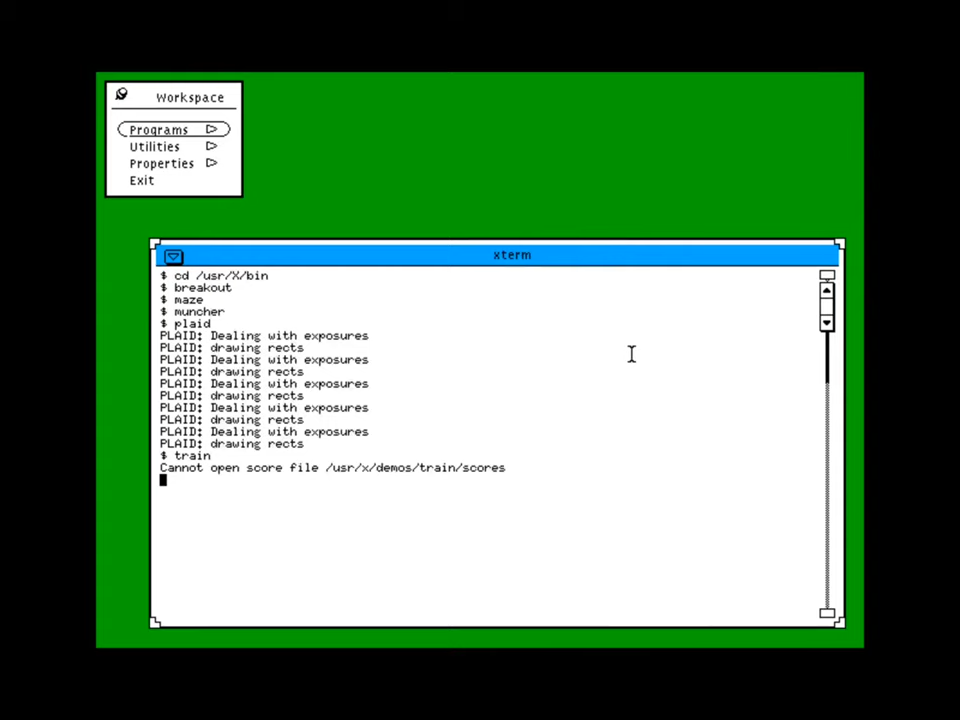 Workspace
Programs
Utilities
Properties
Exit
xterm
$ cd /usr/X/bin
$ breakout
$ maze
$ muncher
$ plaid
PLAID: Dealing with exposures
PLAID: drawing rects
PLAID: Dealing with exposures
PLAID: drawing rects
PLAID: Dealing with exposures
PLAID: drawing rects
PLAID: Dealing with exposures
PLAID: drawing rects
PLAID: Dealing with exposures
PLAID: drawing rects
$ train
Cannot open score file /usr/x/demos/train/scores